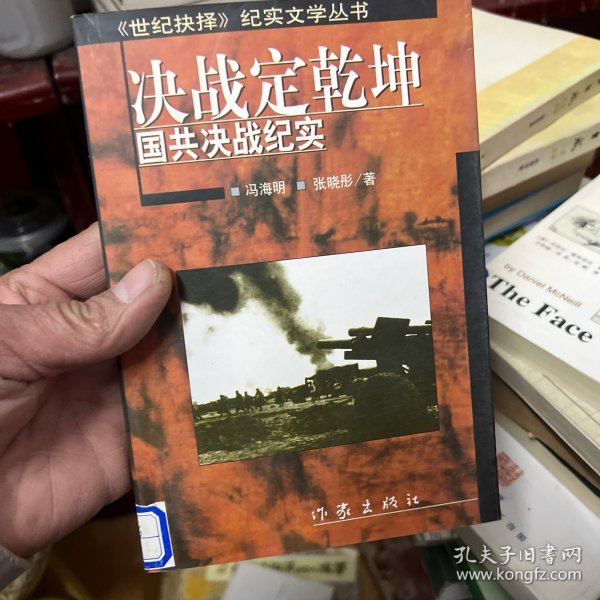 《世纪抉择》纪实文学丛书
决战定乾坤
国共决战纪实
冯海明 张晓彤/著
作家出版社
by Daniel McNeill
The Face
孔夫子旧书网
www.kongfz.com